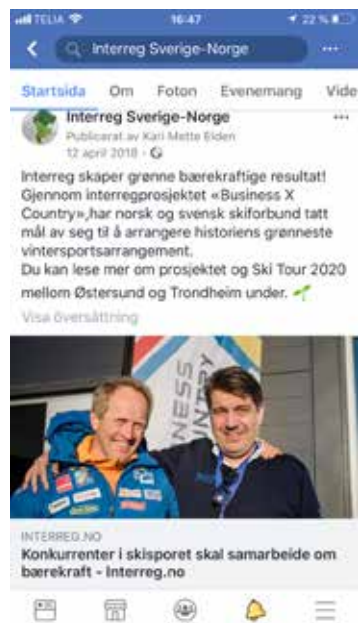 TELIA 16:47 22 %
Interreg Sverige-Norge
Startsida Om Foton Evenemang Vide
Interreg Sverige-Norge
Publicerat av Kari Mette Elden
12 april 2018
Interreg skaper grønne bærekraftige resultat!
Gjennom interregprosjektet «Business X
Country»,har norsk og svensk skiforbund tatt
mål av seg til å arrangere historiens grønneste
vintersportsarrangement.
Du kan lese mer om prosjektet og Ski Tour 2020
mellom Østersund og Trondheim under.
Visa översättning
INTERREG.NO
Konkurrenter i skisporet skal samarbeide om
bærekraft - Interreg.no